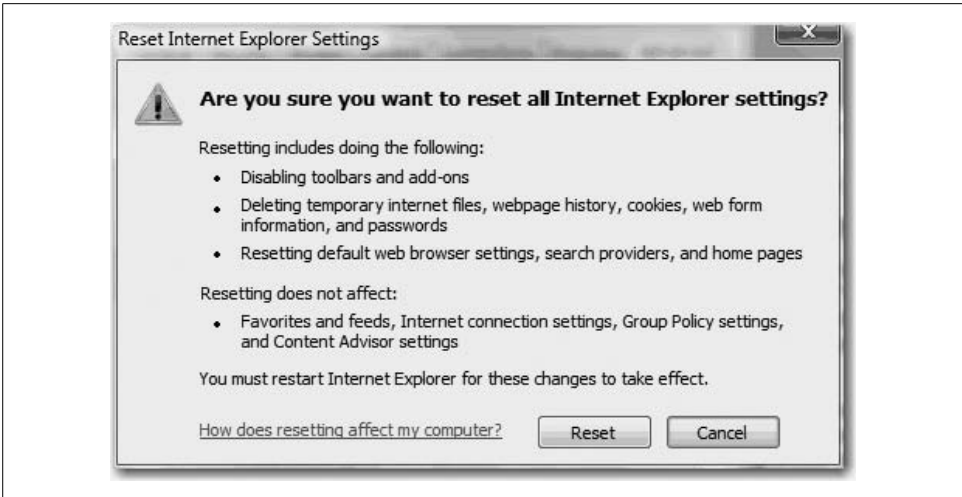 Reset Internet Explorer Settings
Are you sure you want to reset all Internet Explorer settings?
Resetting includes doing the following:
• Disabling toolbars and add-ons
• Deleting temporary internet files, webpage history, cookies, web form
information, and passwords
• Resetting default web browser settings, search providers, and home pages
Resetting does not affect:
• Favorites and feeds, Internet connection settings, Group Policy settings,
and Content Advisor settings
You must restart Internet Explorer for these changes to take effect.
How does resetting affect my computer?
Reset
Cancel